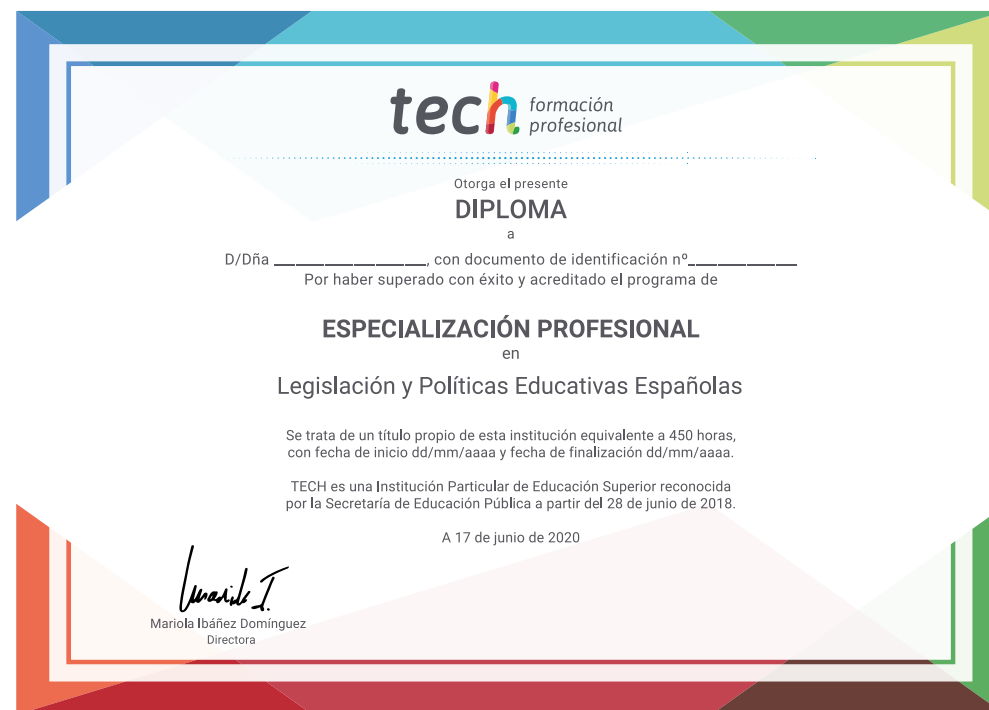 tech formación
profesional
Otorga el presente
DIPLOMA
a
D/Dña ______________, con documento de identificación nº__________
Por haber superado con éxito y acreditado el programa de
ESPECIALIZACIÓN PROFESIONAL
en
Legislación y Políticas Educativas Españolas
Se trata de un título propio de esta institución equivalente a 450 horas,
con fecha de inicio dd/mm/aaaa y fecha de finalización dd/mm/aaaa.
TECH es una Institución Particular de Educación Superior reconocida
por la Secretaría de Educación Pública a partir del 28 de junio de 2018.
A 17 de junio de 2020
Mariola Ibáñez Domínguez
Directora